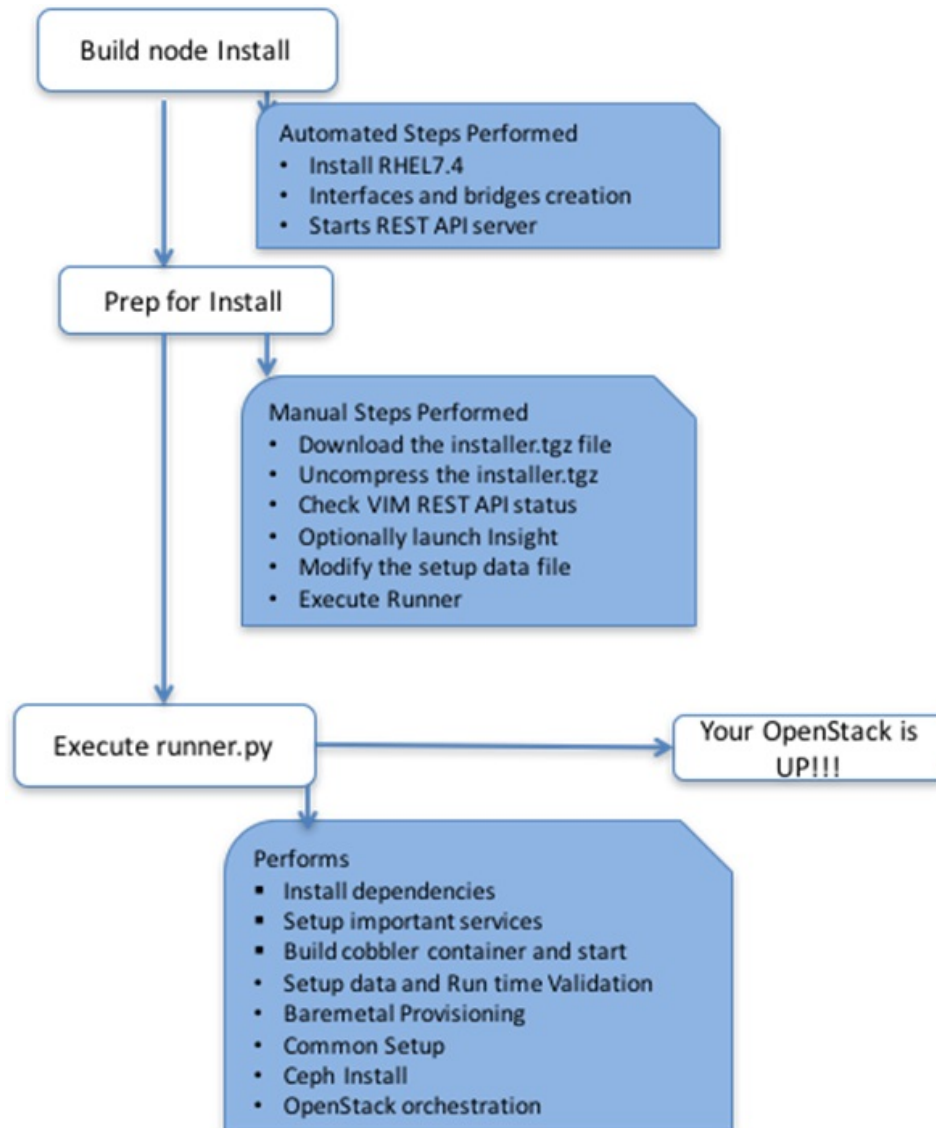 Build node Install
Automated Steps Performed
• Install RHEL7.4
• Interfaces and bridges creation
• Starts REST API server
Prep for Install
Manual Steps Performed
• Download the installer.tgz file
• Uncompress the installer.tgz
• Check VIM REST API status
• Optionally launch Insight
• Modify the setup data file
• Execute Runner
Execute runner.py
Your OpenStack is
UP!!!
Performs
▪ Install dependencies
▪ Setup important services
▪ Build cobbler container and start
• Setup data and Run time Validation
• Baremetal Provisioning
• Common Setup
• Ceph Install
• OpenStack orchestration